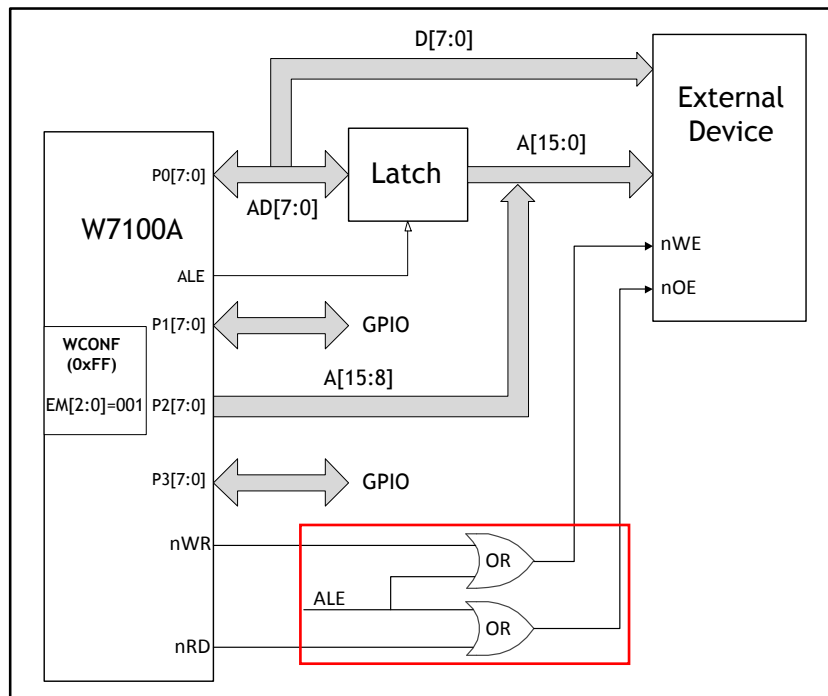 D[7:0]
External
Device
P0[7:0]
AD[7:0]
Latch
A[15:0]
W7100A
ALE
nWE
nOE
P1[7:0]
GPIO
WCONF
(0xFF)
EM[2:0]=001
A[15:8]
P2[7:0]
P3[7:0]
GPIO
nWR
OR
ALE
OR
nRD